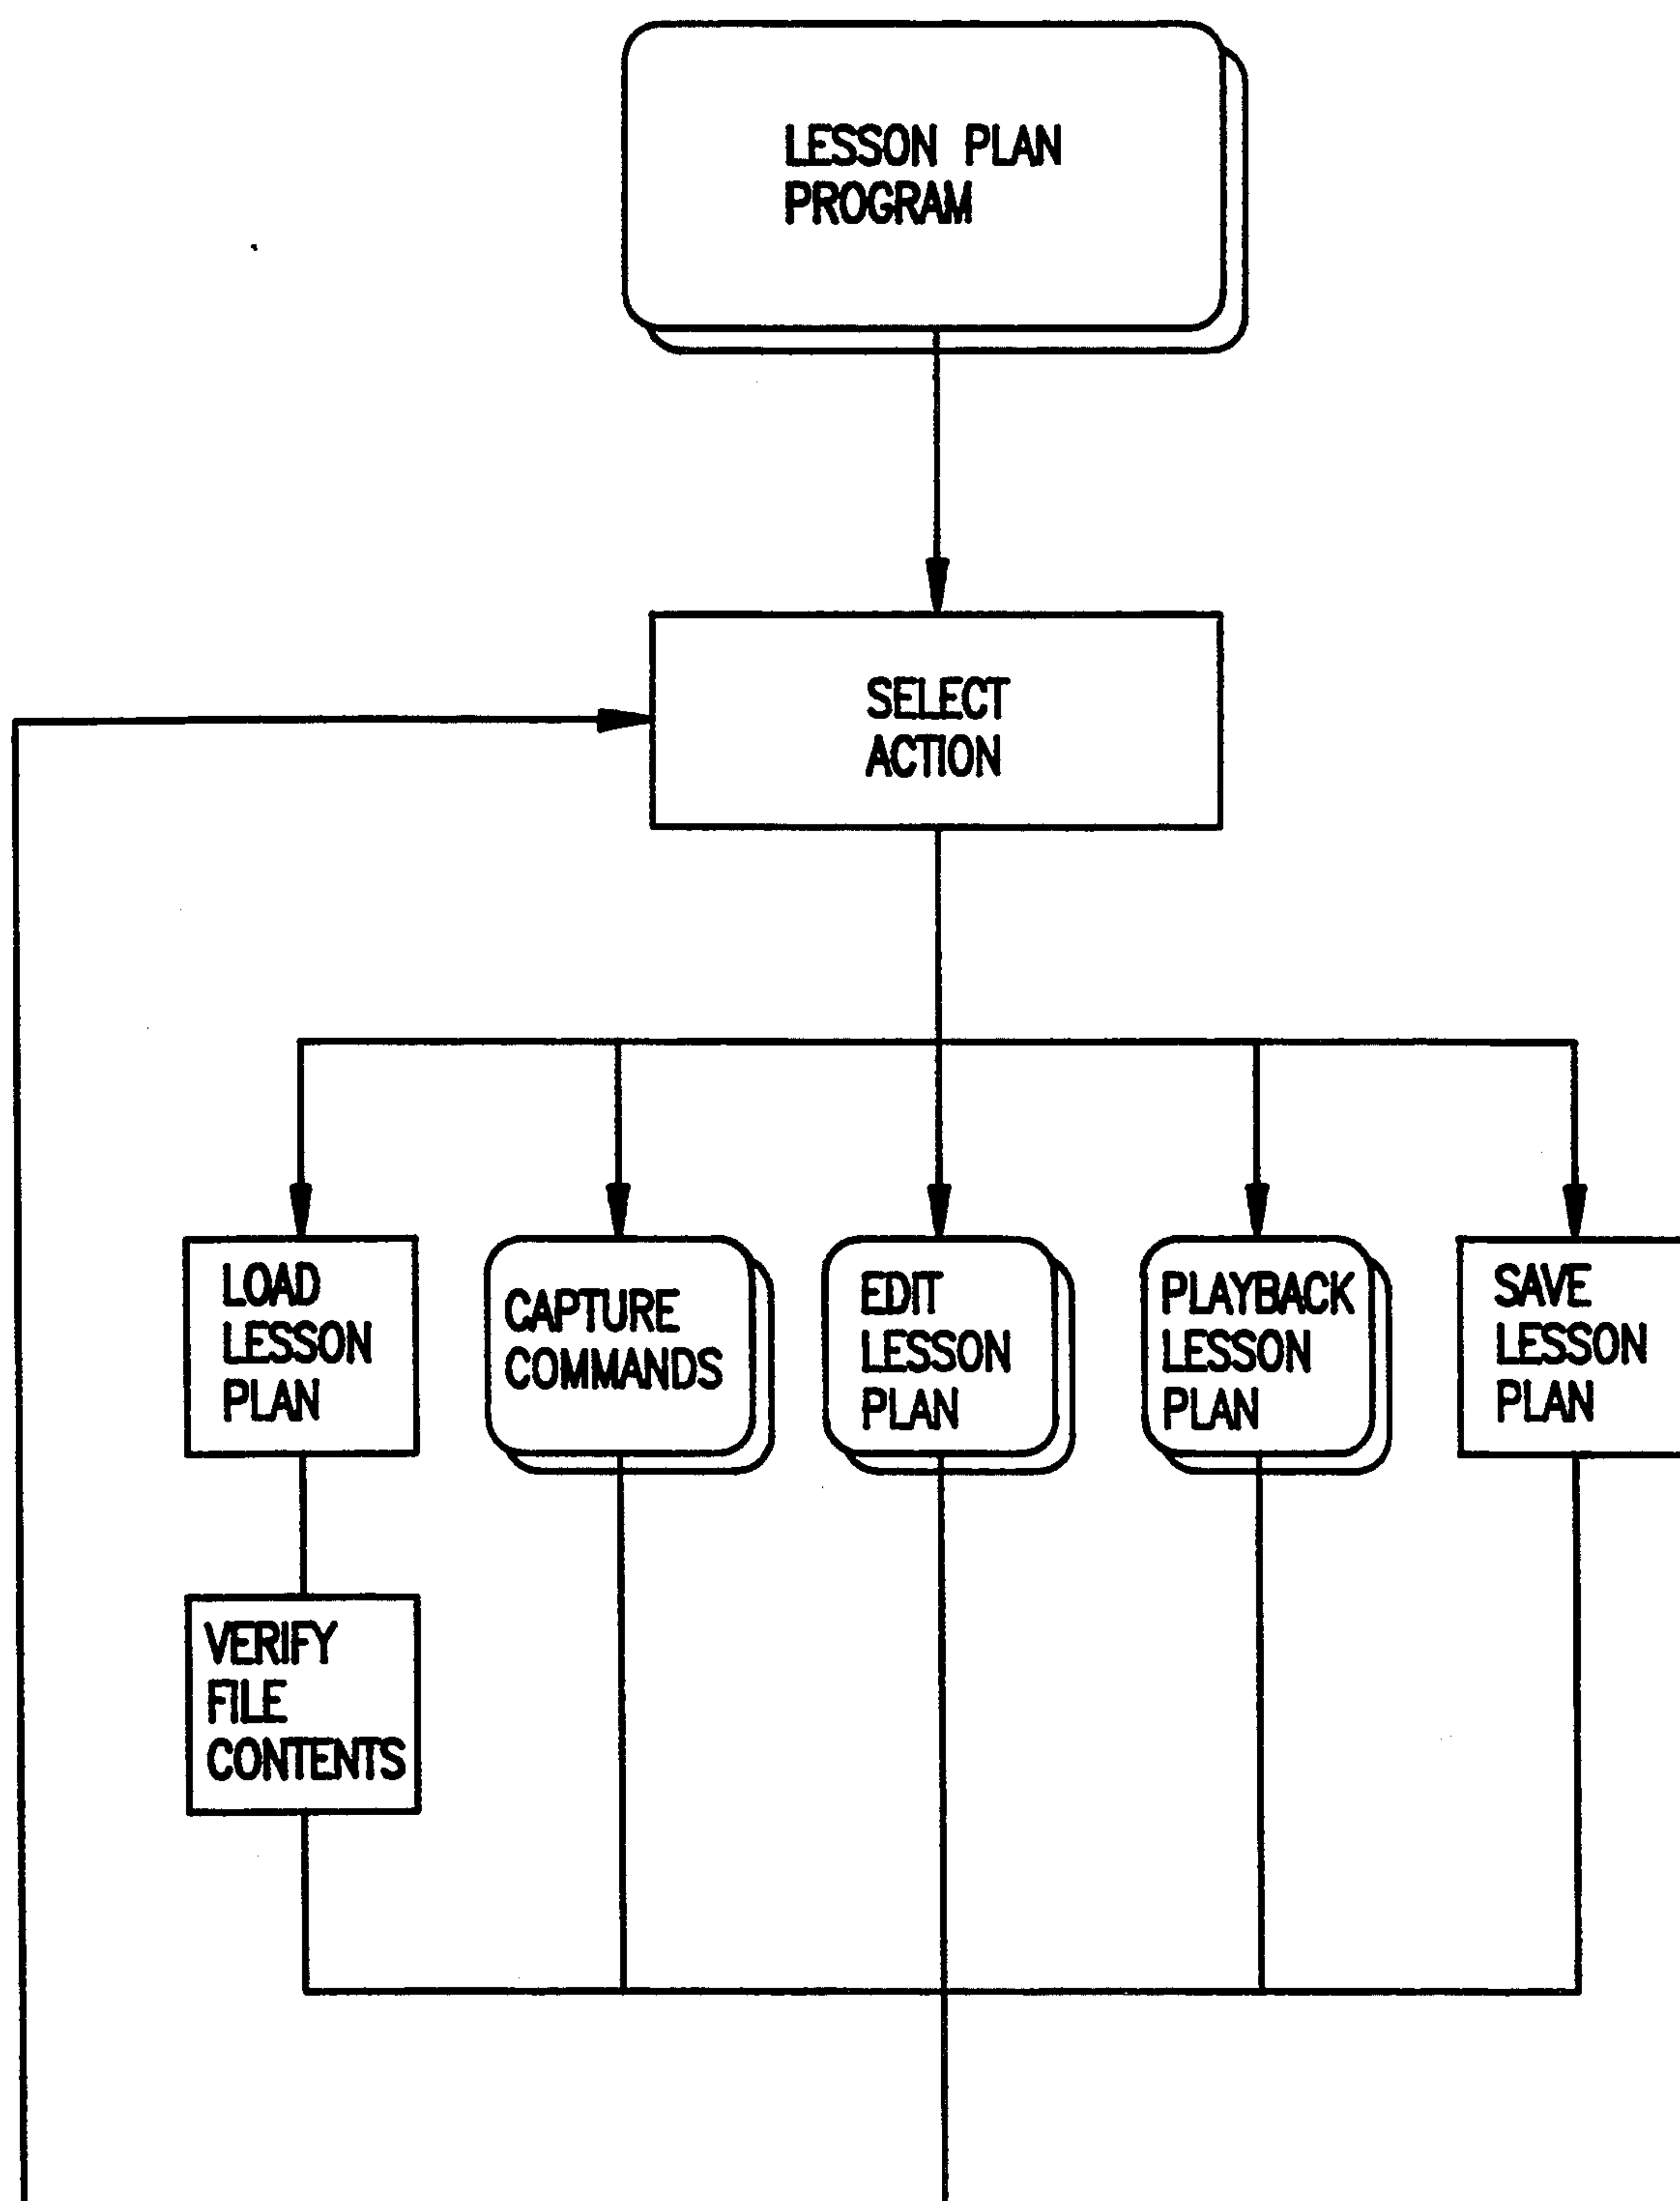 LESSON PLAN
PROGRAM
SELECT
ACTION
LOAD
LESSON
PLAN
CAPTURE
COMMANDS
EDIT
LESSON
PLAN
PLAYBACK
LESSON
PLAN
SAVE
LESSON
PLAN
VERIFY
FILE
CONTENTS